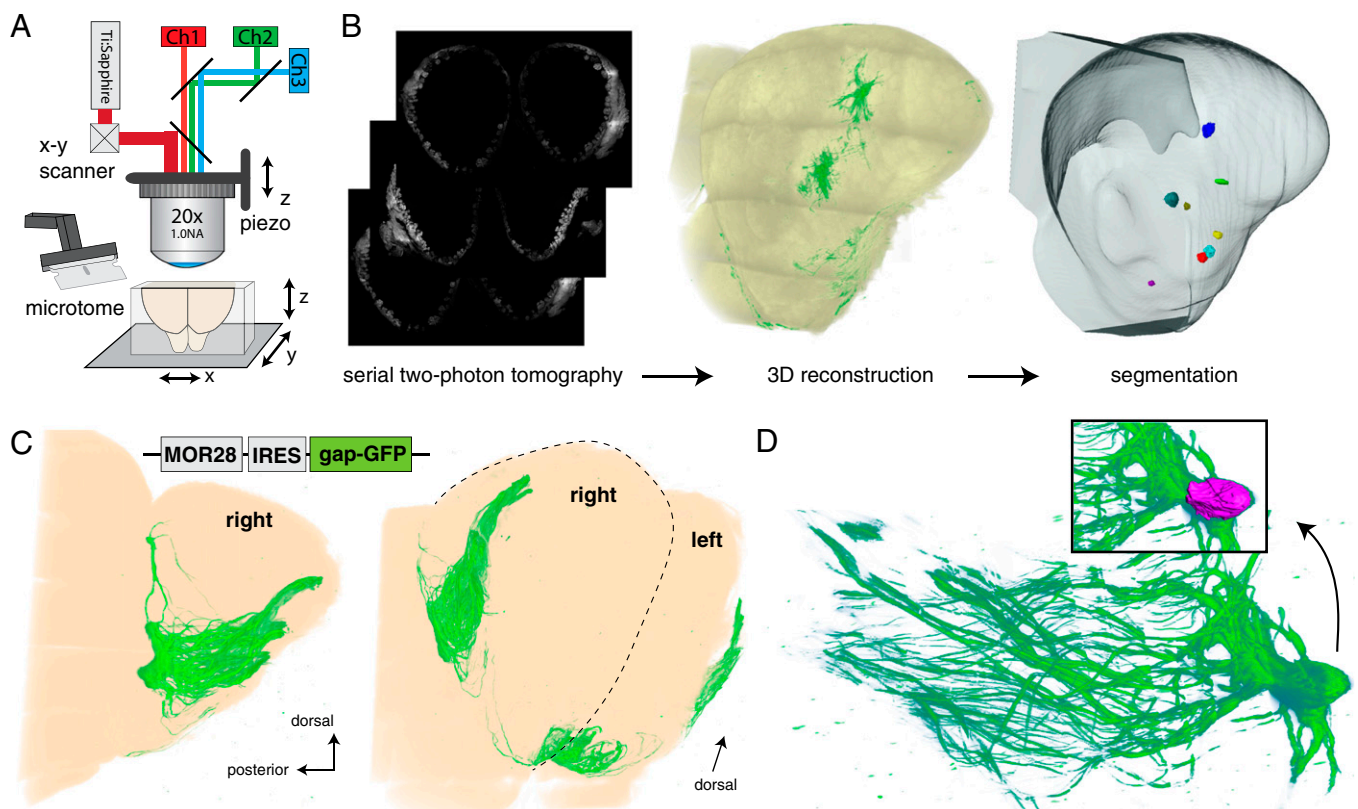 A
Ti:Sapphire
Ch1
Ch2
Ch3
x-y
scanner
z
piezo
20x
1.0NA
microtome
z
y
x
B
serial two-photon tomography
3D reconstruction
segmentation
C
MOR28
IRES
gap-GFP
right
dorsal
posterior
right
left
dorsal
D